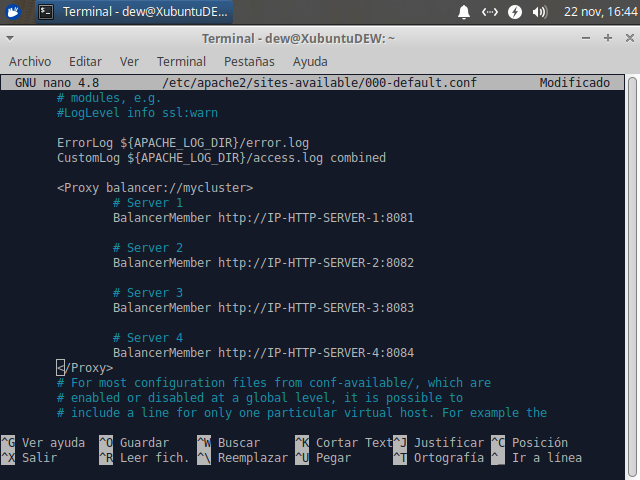 Terminal - dew@XubuntuDE... 22 nov, 16:44
Terminal - dew@XubuntuDEW: ~
Archivo Editar Ver Terminal Pestañas Ayuda
GNU nano 4.8 /etc/apache2/sites-available/000-default.conf Modificado
# modules, e.g.
#LogLevel info ssl:warn
ErrorLog ${APACHE_LOG_DIR}/error.log
CustomLog ${APACHE_LOG_DIR}/access.log combined
<Proxy balancer://mycluster>
# Server 1
BalancerMember http://IP-HTTP-SERVER-1:8081
# Server 2
BalancerMember http://IP-HTTP-SERVER-2:8082
# Server 3
BalancerMember http://IP-HTTP-SERVER-3:8083
# Server 4
BalancerMember http://IP-HTTP-SERVER-4:8084
</Proxy>
# For most configuration files from conf-available/, which are
# enabled or disabled at a global level, it is possible to
# include a line for only one particular virtual host. For example the
^G Ver ayuda ^O Guardar ^W Buscar ^K Cortar Text ^J Justificar ^C Posición
^X Salir ^R Leer fich. ^\ Reemplazar ^U Pegar ^T Ortografía ^_ Ir a línea